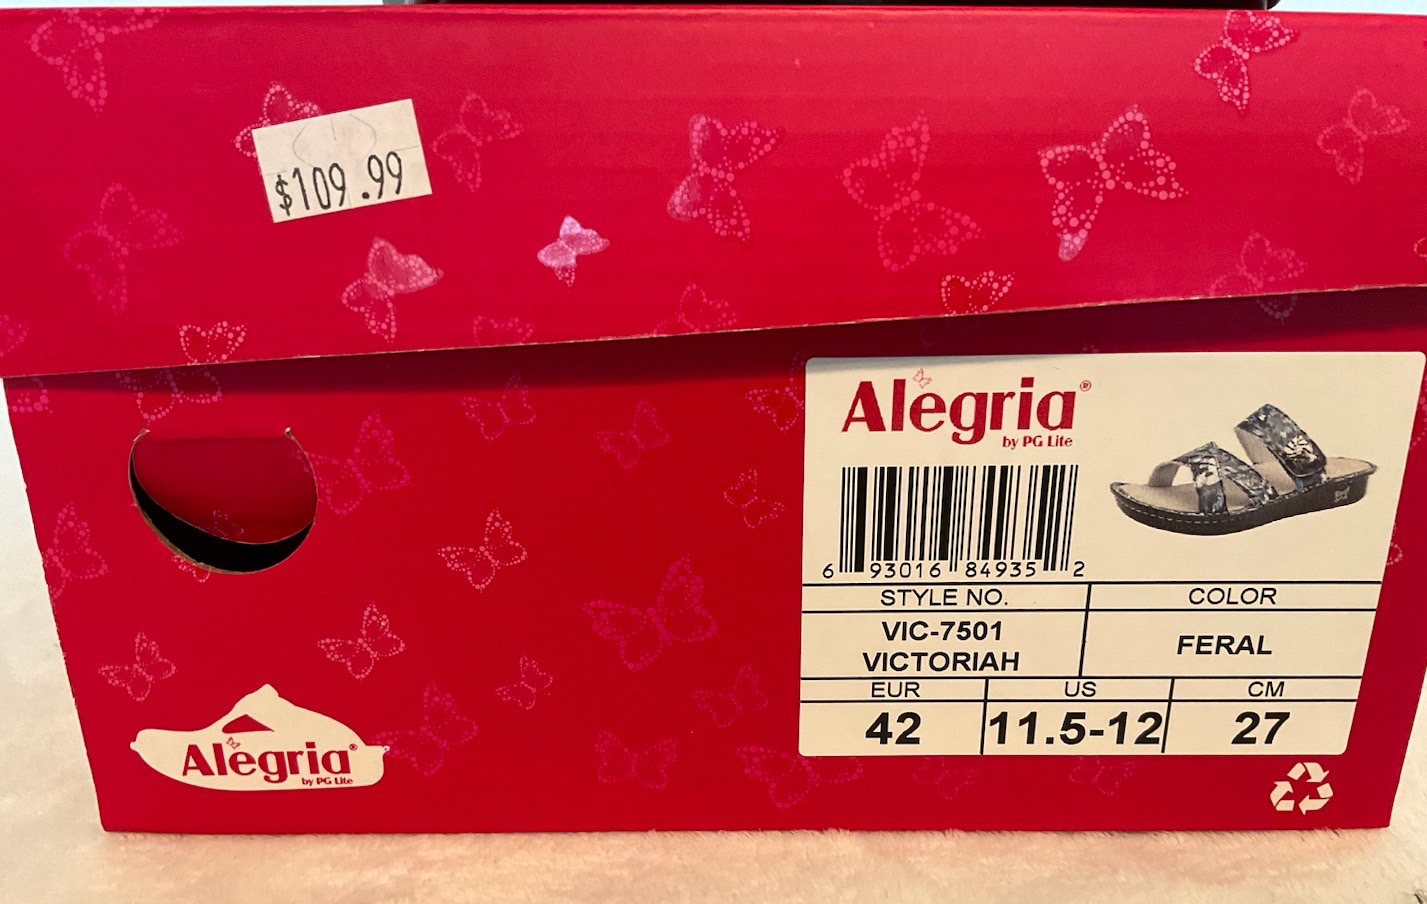 $109.99
Alegria®
by PG Lite
6 93016 84935 2
STYLE NO.
COLOR
VIC-7501
VICTORIAH
FERAL
EUR
US
CM
42
11.5-12
27
Alegria®
by PG Lite